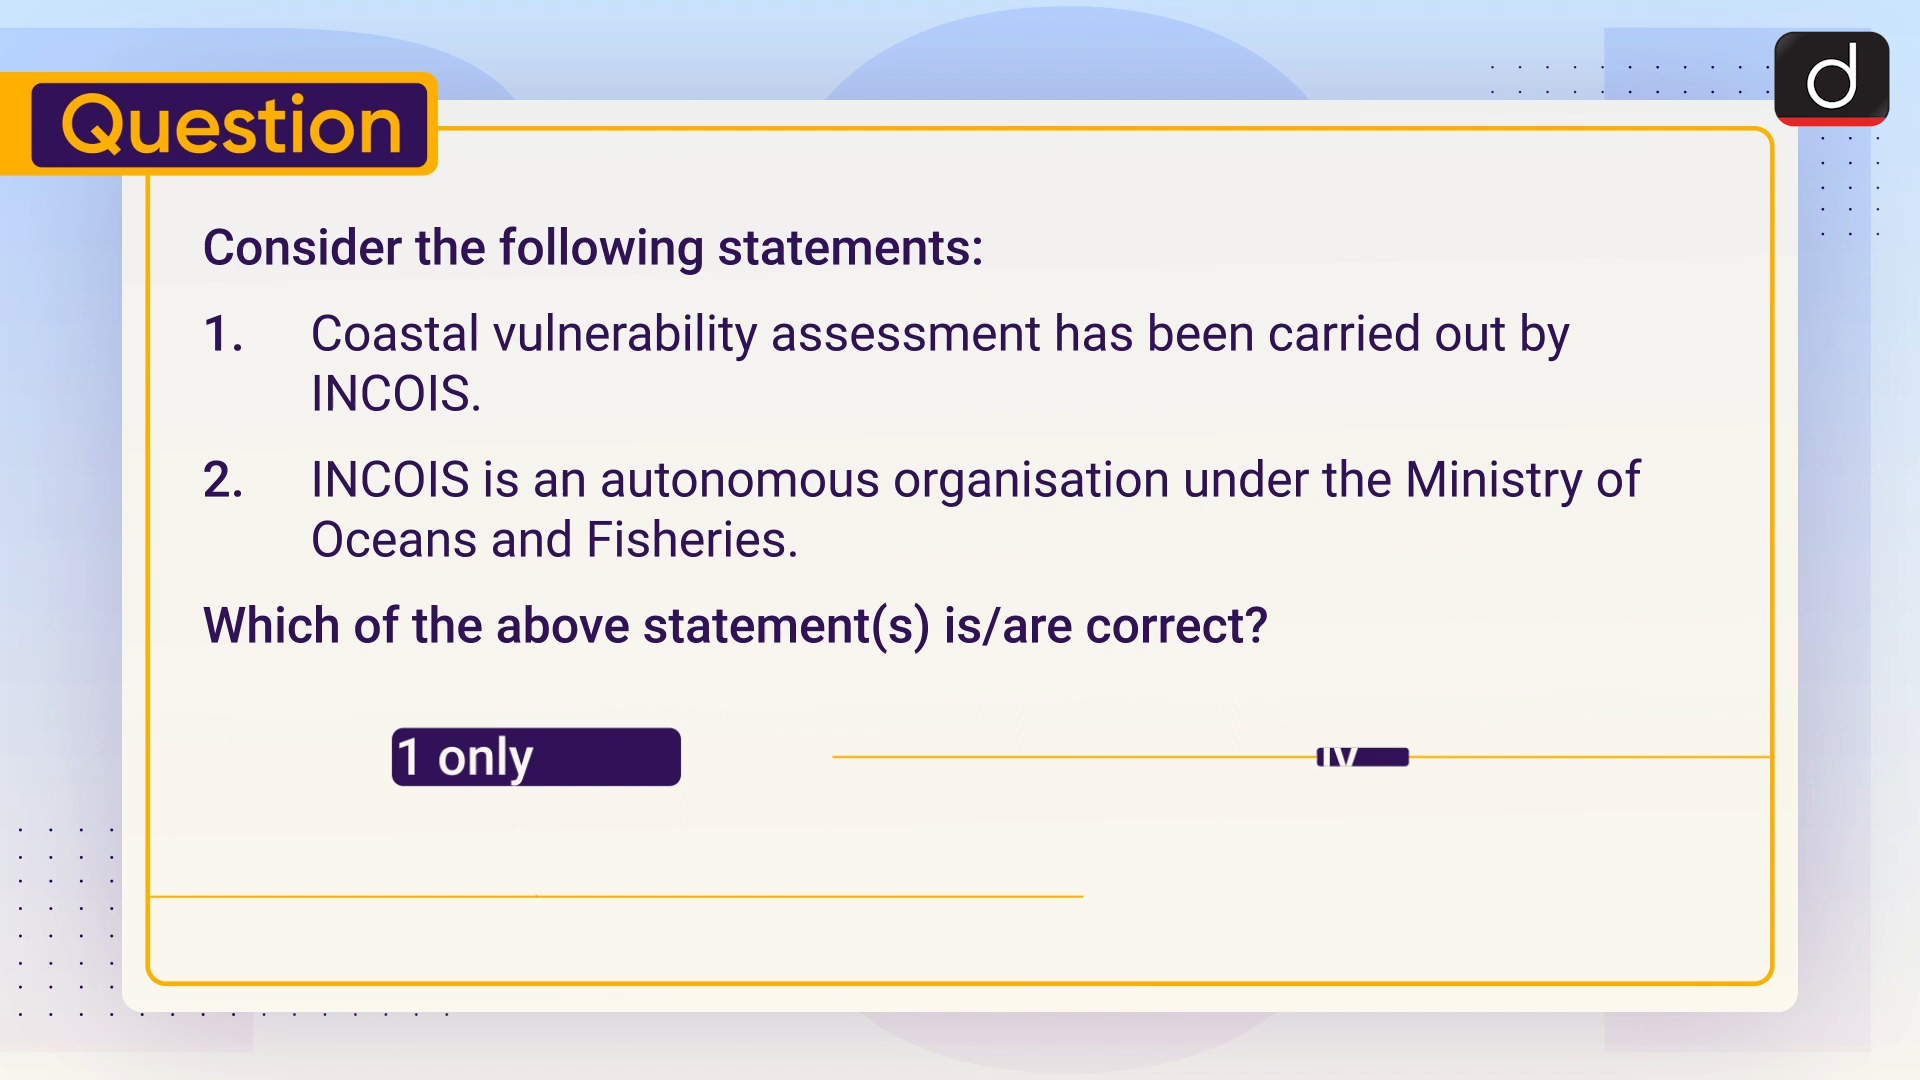 Question
Consider the following statements:
1. Coastal vulnerability assessment has been carried out by
INCOIS.
2. INCOIS is an autonomous organisation under the Ministry of
Oceans and Fisheries.
Which of the above statement(s) is/are correct?
1 only